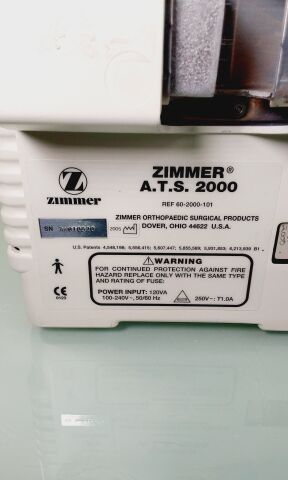 Z
zimmer
ZIMMER®
A.T.S. 2000
REF 60-2000-101
ZIMMER ORTHOPAEDIC SURGICAL PRODUCTS
DOVER, OHIO 44622 U.S.A.
SN
2005
U.S. Patents
WARNING
FOR CONTINUED PROTECTION AGAINST FIRE
HAZARD REPLACE ONLY WITH THE SAME TYPE
AND RATING OF FUSE:
POWER INPUT: 120VA
100-240V~, 50/60 Hz
250V~: T1.0A
CE
0123